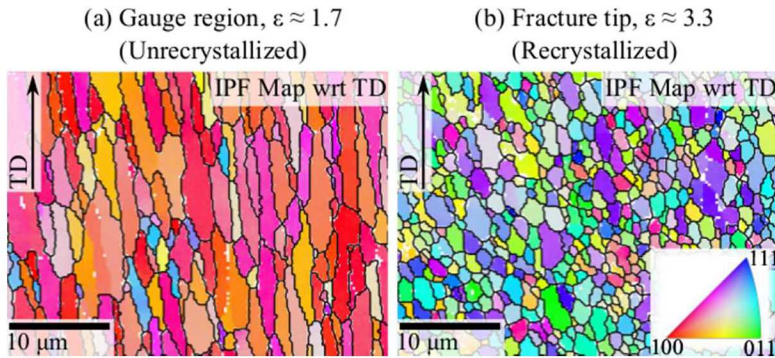 (a) Gauge region, ε ≈ 1.7
(Unrecrystallized)
(b) Fracture tip, ε ≈ 3.3
(Recrystallized)
IPF Map wrt TD
TD
10 μm
IPF Map wrt TD
TD
111
100
011
10 μm